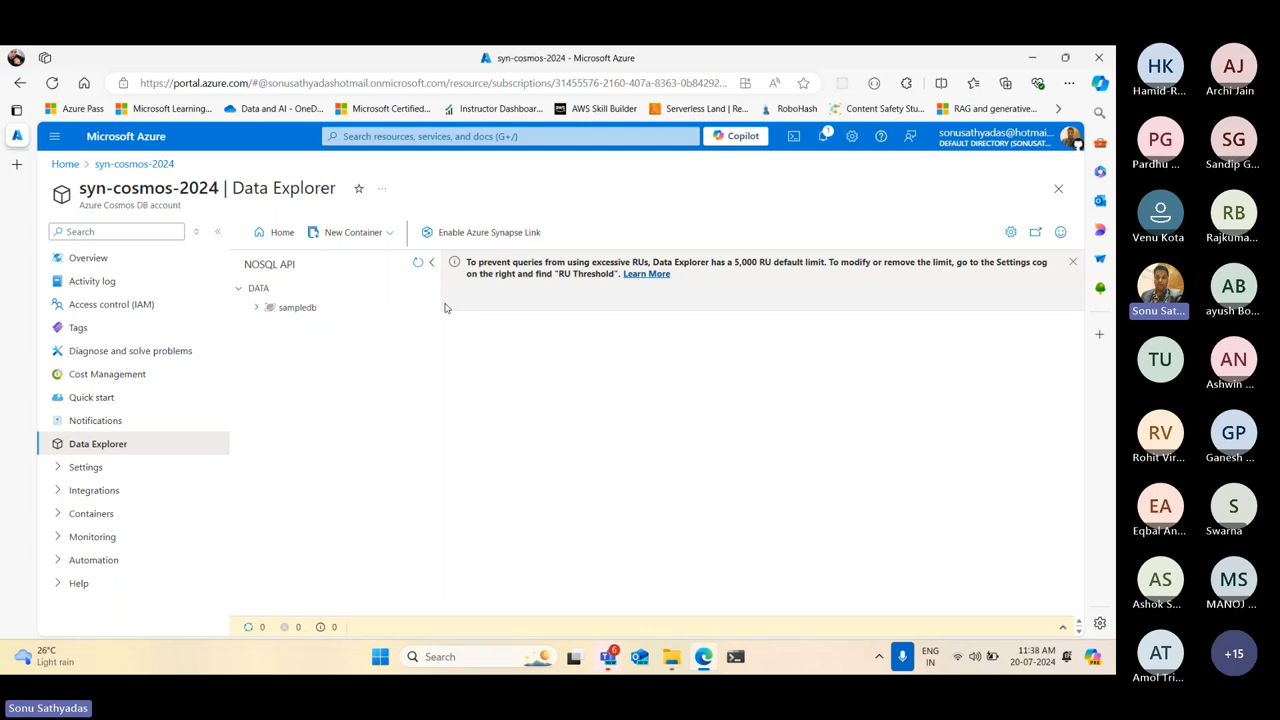 syn-cosmos-2024 - Microsoft Azure
https://portal.azure.com/#@sonusathyadashotmail.onmicrosoft.com/resource/subscriptions/31455576-2160-407a-8363-0b84292...
Azure Pass
Microsoft Learning,...
Data and AI - OneD...
Microsoft Certified...
Instructor Dashboar...
aws
AWS Skill Builder
Serverless Land | Re...
RoboHash
Content Safety Stu...
RAG and generative...
Microsoft Azure
Search resources, services, and docs (G+/)
Copilot
1
sonusathyadas@hotmai...
DEFAULT DIRECTORY (SONUSAT...
Home > syn-cosmos-2024
syn-cosmos-2024 | Data Explorer
Azure Cosmos DB account
Search
Overview
Activity log
Access control (IAM)
Tags
Diagnose and solve problems
Cost Management
Quick start
Notifications
Data Explorer
Settings
Integrations
Containers
Monitoring
Automation
Help
Home
New Container
Enable Azure Synapse Link
NOSQL API
DATA
sampledb
To prevent queries from using excessive RUs, Data Explorer has a 5,000 RU default limit. To modify or remove the limit, go to the Settings cog
on the right and find "RU Threshold". Learn More
0
0
0
26°C
Light rain
Search
6
ENG
IN
11:38 AM
20-07-2024
HK
Hamid-R...
AJ
Archi Jain
PG
Pardhu ...
SG
Sandip G...
Venu Kota
RB
Rajkuma...
Sonu Sat...
AB
ayush Bo...
TU
AN
Ashwin ...
RV
Rohit Vir...
GP
Ganesh ...
EA
Eqbal An...
S
Swarna
AS
Ashok S...
MS
MANOJ ...
AT
Amol Tri...
+15
Sonu Sathyadas